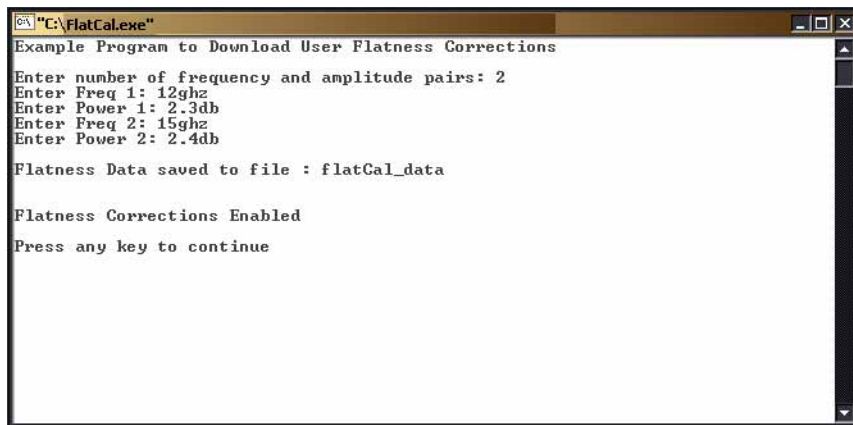 "C:\FlatCal.exe"
Example Program to Download User Flatness Corrections
Enter number of frequency and amplitude pairs: 2
Enter Freq 1: 12ghz
Enter Power 1: 2.3db
Enter Freq 2: 15ghz
Enter Power 2: 2.4db
Flatness Data saved to file : flatCal_data
Flatness Corrections Enabled
Press any key to continue